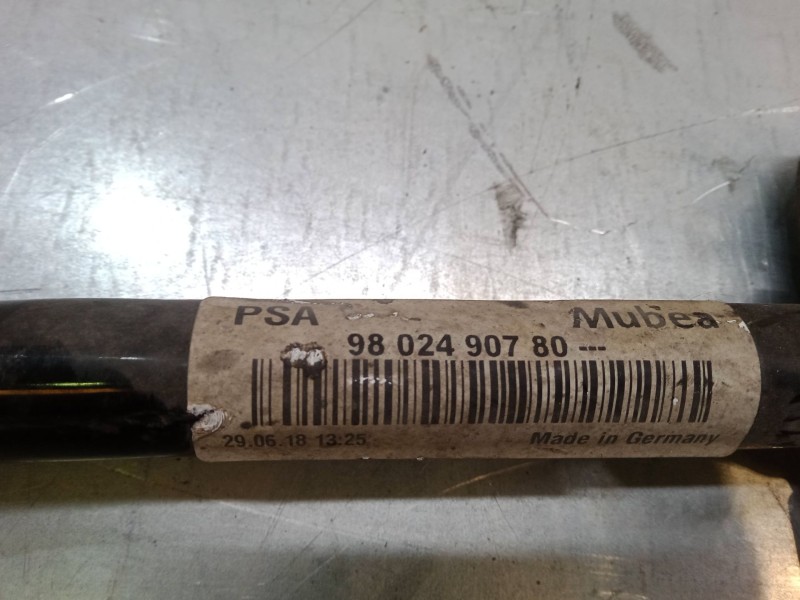 PSA Mubea
98 024 907 80 ---
29.06.18 13:25 Made in Germany